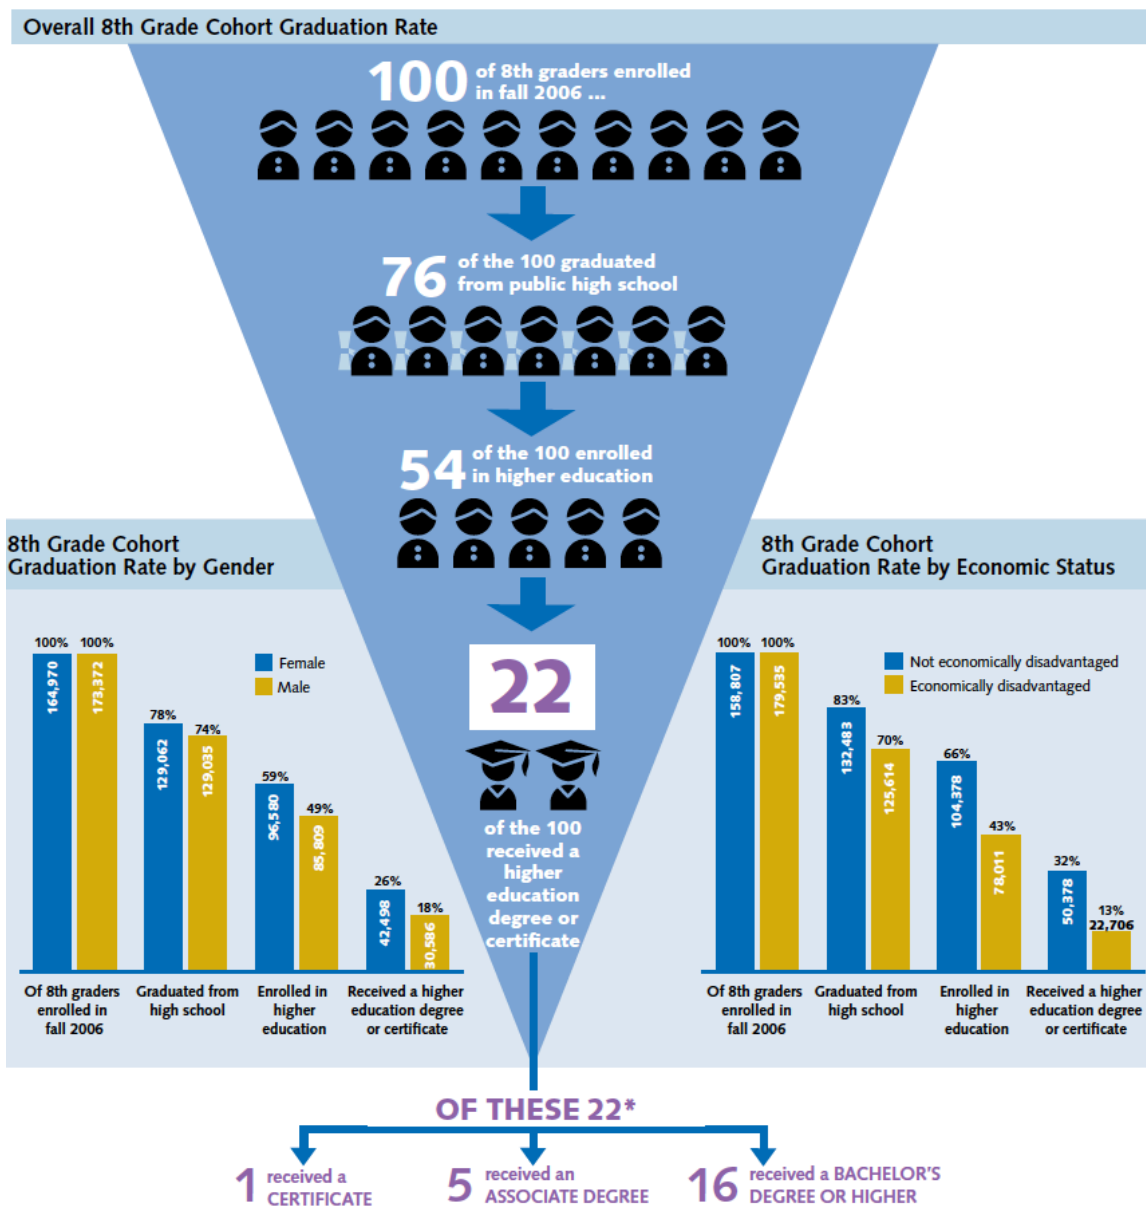 Overall 8th Grade Cohort Graduation Rate
100 of 8th graders enrolled
in fall 2006 ...
76 of the 100 graduated
from public high school
54 of the 100 enrolled
in higher education
22
of the 100
received a
higher
education
degree or
certificate
8th Grade Cohort
Graduation Rate by Gender
100% 100%
164,970 173,372
Female
Male
78%
74%
129,062 129,035
59%
49%
96,580 85,809
26%
18%
42,498 30,586
Of 8th graders
enrolled in
fall 2006
Graduated from
high school
Enrolled in
higher
education
Received a higher
education degree
or certificate
8th Grade Cohort
Graduation Rate by Economic Status
100% 100%
158,807 179,535
Not economically disadvantaged
Economically disadvantaged
83%
70%
132,483 125,614
66%
43%
104,378 78,011
32%
13%
50,378 22,706
Of 8th graders
enrolled in
fall 2006
Graduated from
high school
Enrolled in
higher
education
Received a higher
education degree
or certificate
OF THESE 22*
1 received a
CERTIFICATE
5 received an
ASSOCIATE DEGREE
16 received a BACHELOR'S
DEGREE OR HIGHER